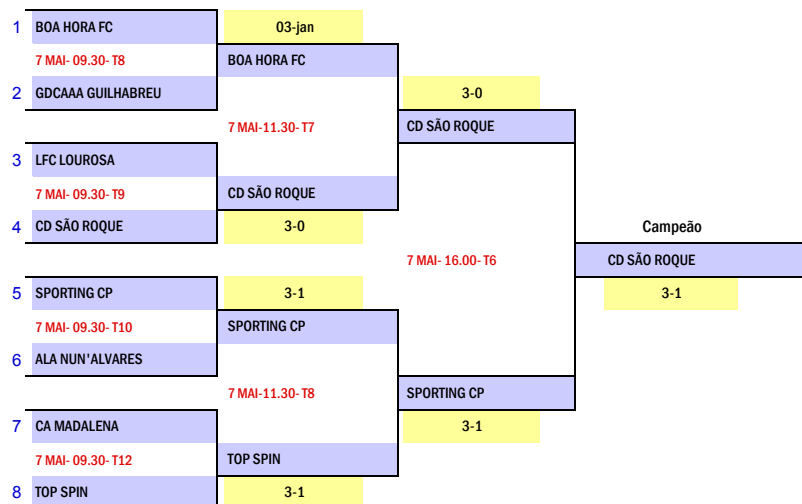 1 BOA HORA FC 03-jan
7 MAI- 09.30- T8 BOA HORA FC
2 GDCAAA GUILHABREU 3-0
7 MAI-11.30- T7 CD SÃO ROQUE
3 LFC LOUROSA
7 MAI- 09.30- T9 CD SÃO ROQUE
4 CD SÃO ROQUE 3-0 Campeão
7 MAI- 16.00- T6 CD SÃO ROQUE
5 SPORTING CP 3-1 3-1
7 MAI- 09.30- T10 SPORTING CP
6 ALA NUN'ALVARES
7 MAI-11.30- T8 SPORTING CP
7 CA MADALENA 3-1
7 MAI- 09.30- T12 TOP SPIN
8 TOP SPIN 3-1